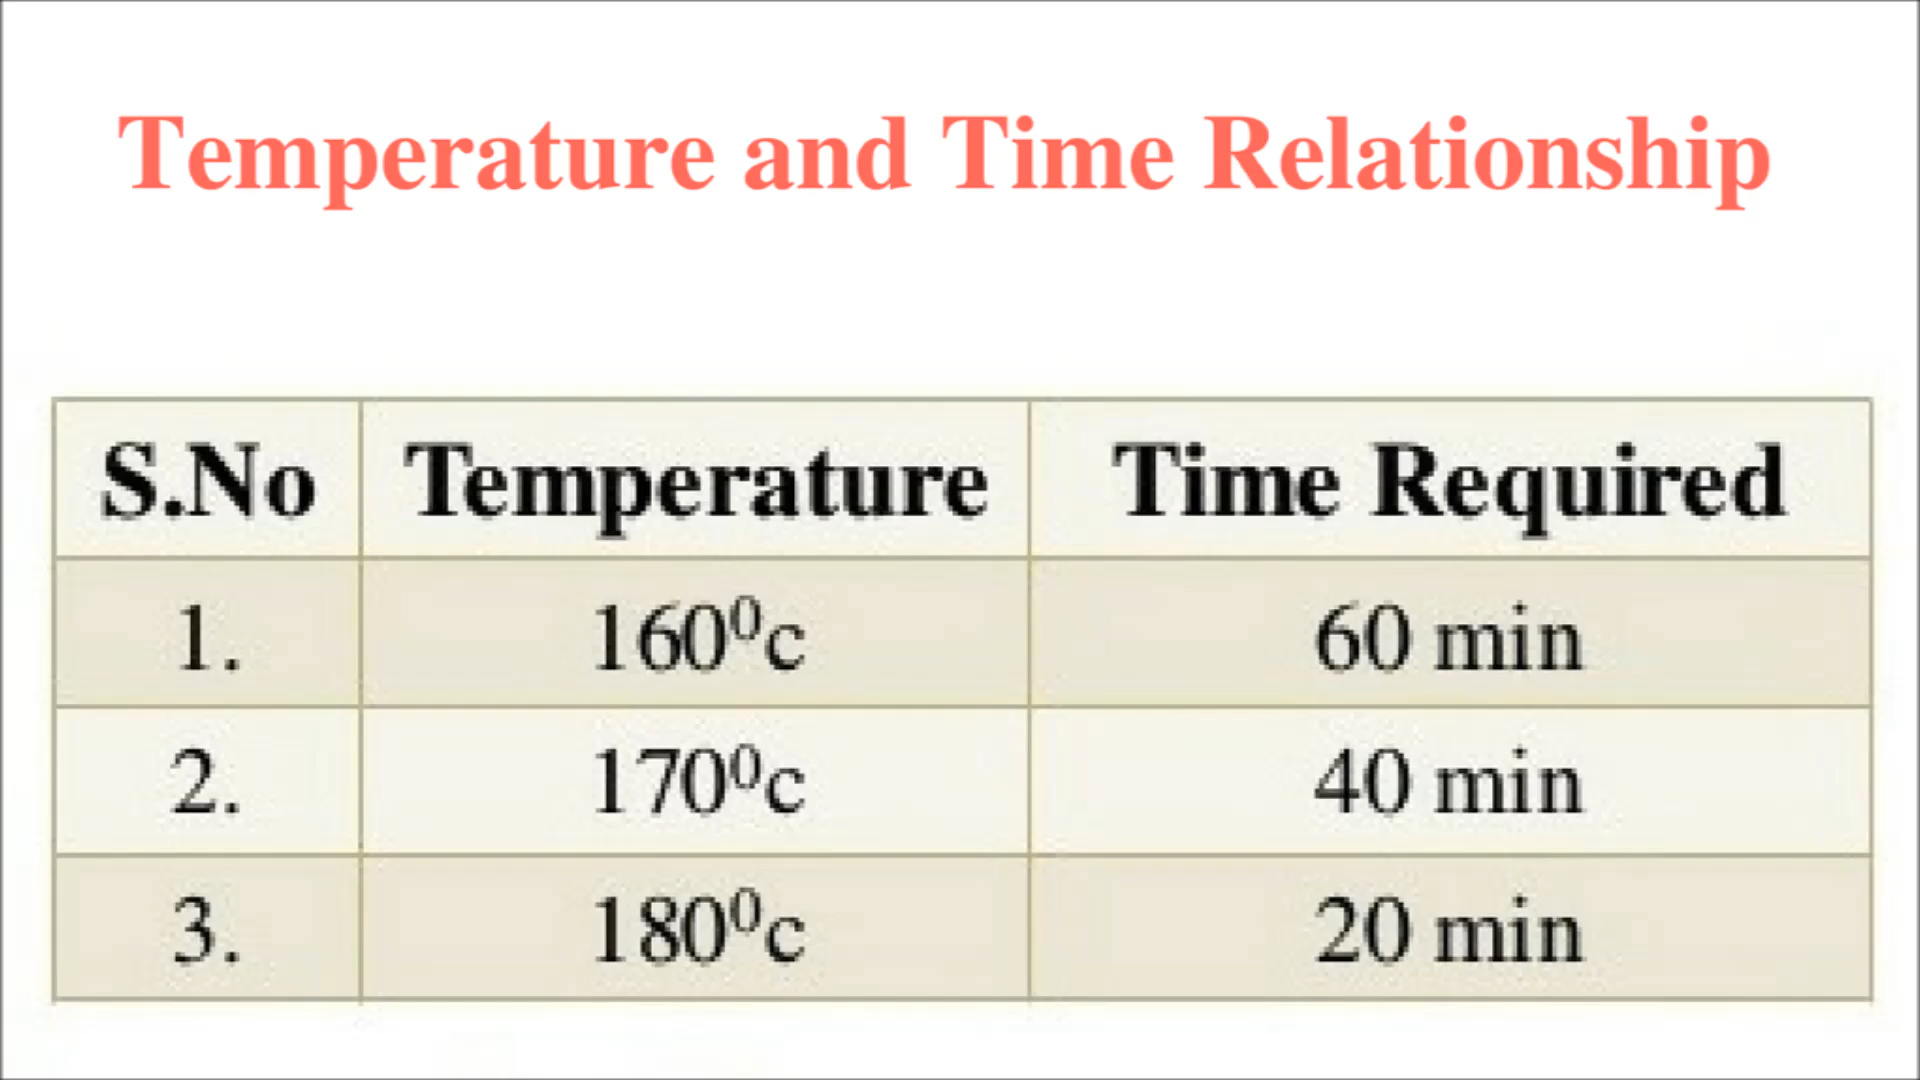 Temperature and Time Relationship
S.No Temperature Time Required
1. 160⁰c 60 min
2. 170⁰c 40 min
3. 180⁰c 20 min